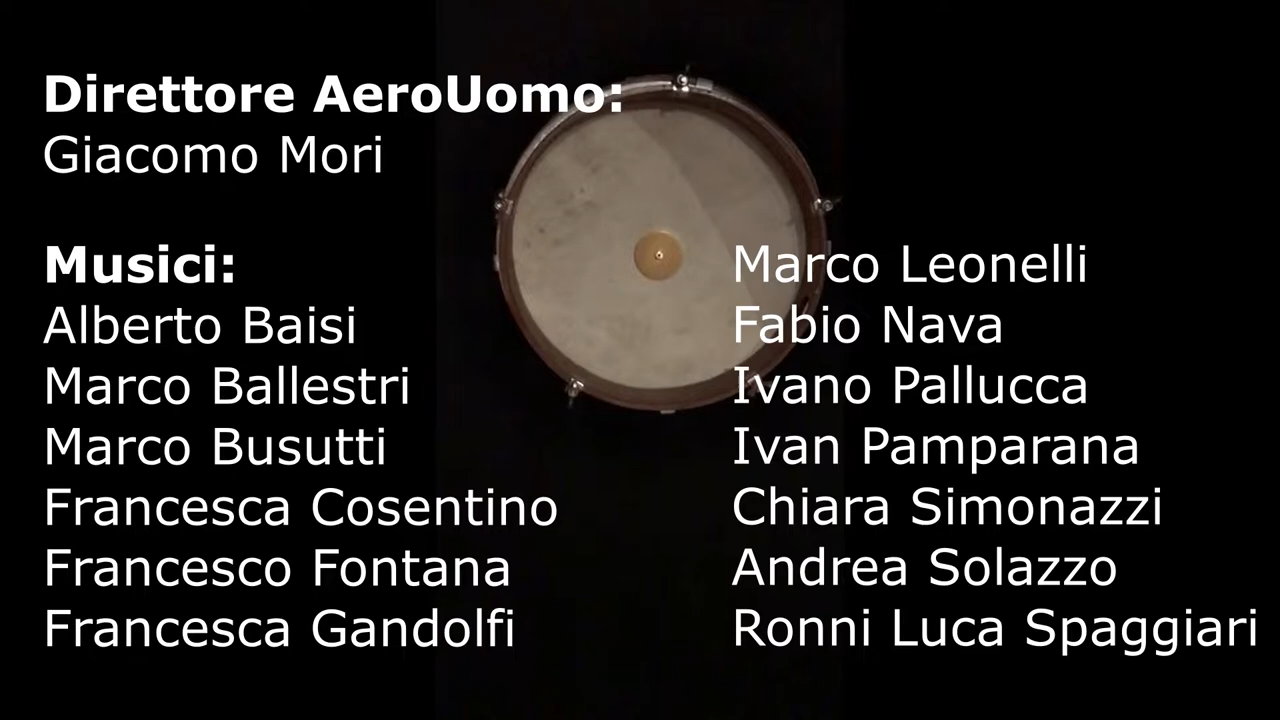 Direttore AeroUomo:
Giacomo Mori
Musici:
Alberto Baisi
Marco Ballestri
Marco Busutti
Francesca Cosentino
Francesco Fontana
Francesca Gandolfi
Marco Leonelli
Fabio Nava
Ivano Pallucca
Ivan Pamparana
Chiara Simonazzi
Andrea Solazzo
Ronni Luca Spaggiari